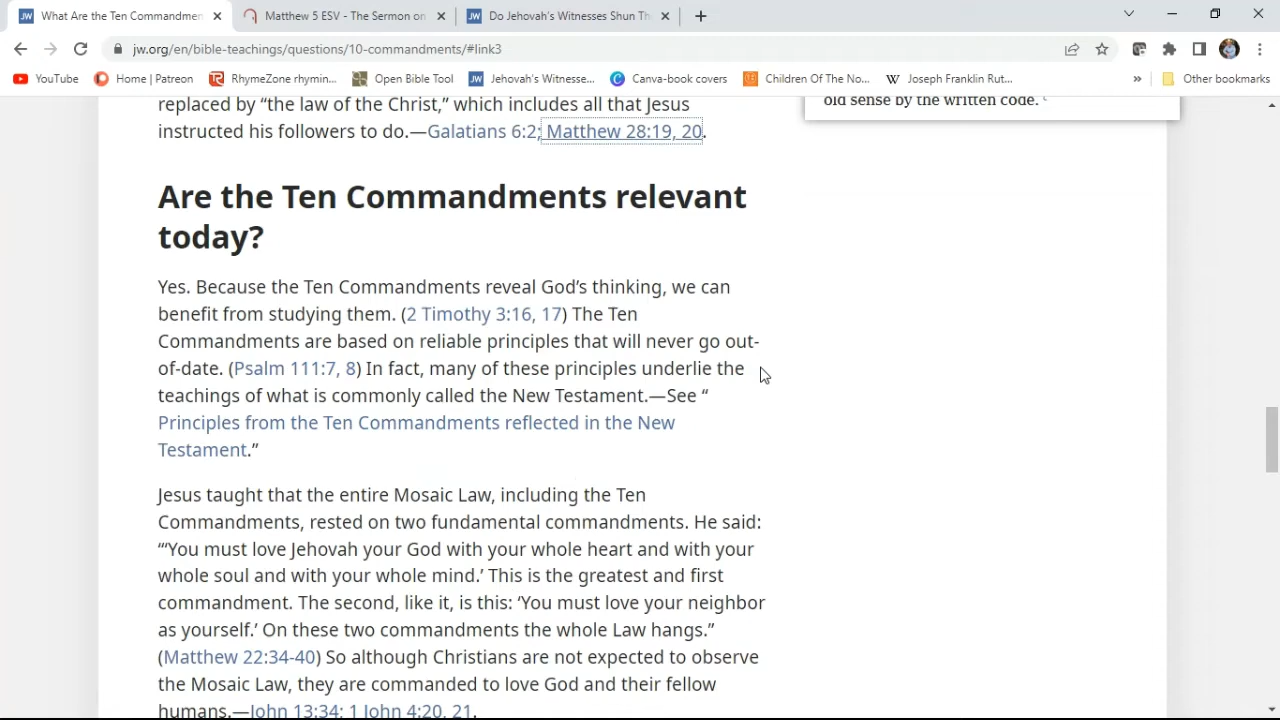 What Are the Ten Commandmen
Matthew 5 ESV - The Sermon on
Do Jehovah's Witnesses Shun Th
jw.org/en/bible-teachings/questions/10-commandments/#link3
YouTube
Home | Patreon
RhymeZone rhymin...
Open Bible Tool
Jehovah's Witnesse...
Canva-book covers
Children Of The No...
Joseph Franklin Rut...
Other bookmarks
replaced by “the law of the Christ,” which includes all that Jesus
instructed his followers to do.—Galatians 6:2; Matthew 28:19, 20.
old sense by the written code.
Are the Ten Commandments relevant
today?
Yes. Because the Ten Commandments reveal God’s thinking, we can
benefit from studying them. (2 Timothy 3:16, 17) The Ten
Commandments are based on reliable principles that will never go out-
of-date. (Psalm 111:7, 8) In fact, many of these principles underlie the
teachings of what is commonly called the New Testament.—See “
Principles from the Ten Commandments reflected in the New
Testament.”
Jesus taught that the entire Mosaic Law, including the Ten
Commandments, rested on two fundamental commandments. He said:
“‘You must love Jehovah your God with your whole heart and with your
whole soul and with your whole mind.’ This is the greatest and first
commandment. The second, like it, is this: ‘You must love your neighbor
as yourself.’ On these two commandments the whole Law hangs.”
(Matthew 22:34-40) So although Christians are not expected to observe
the Mosaic Law, they are commanded to love God and their fellow
humans.—John 13:34; 1 John 4:20, 21.